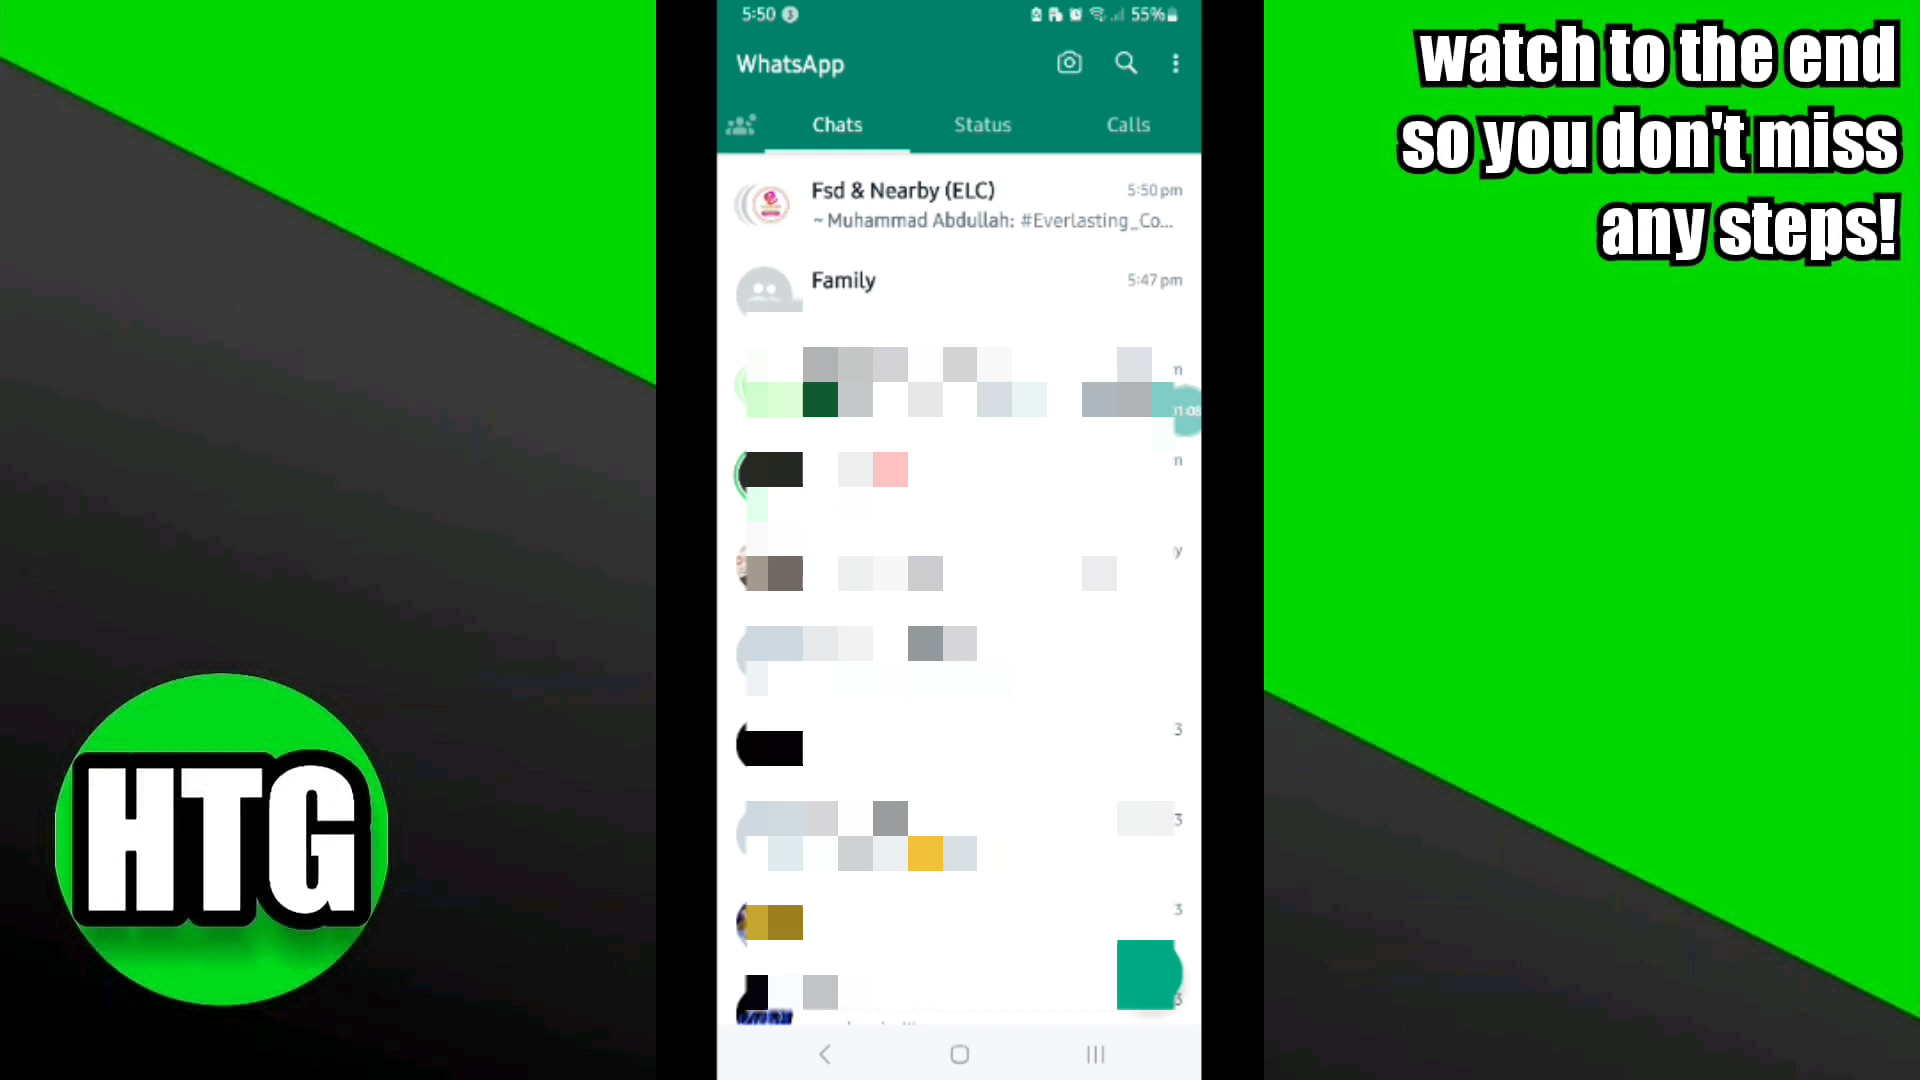 watch to the end
so you don't miss
any steps!
5:50 3
55%
WhatsApp
Chats
Status
Calls
Fsd & Nearby (ELC)
5:50 pm
~ Muhammad Abdullah: #Everlasting_Co...
Family
5:47 pm
HTG